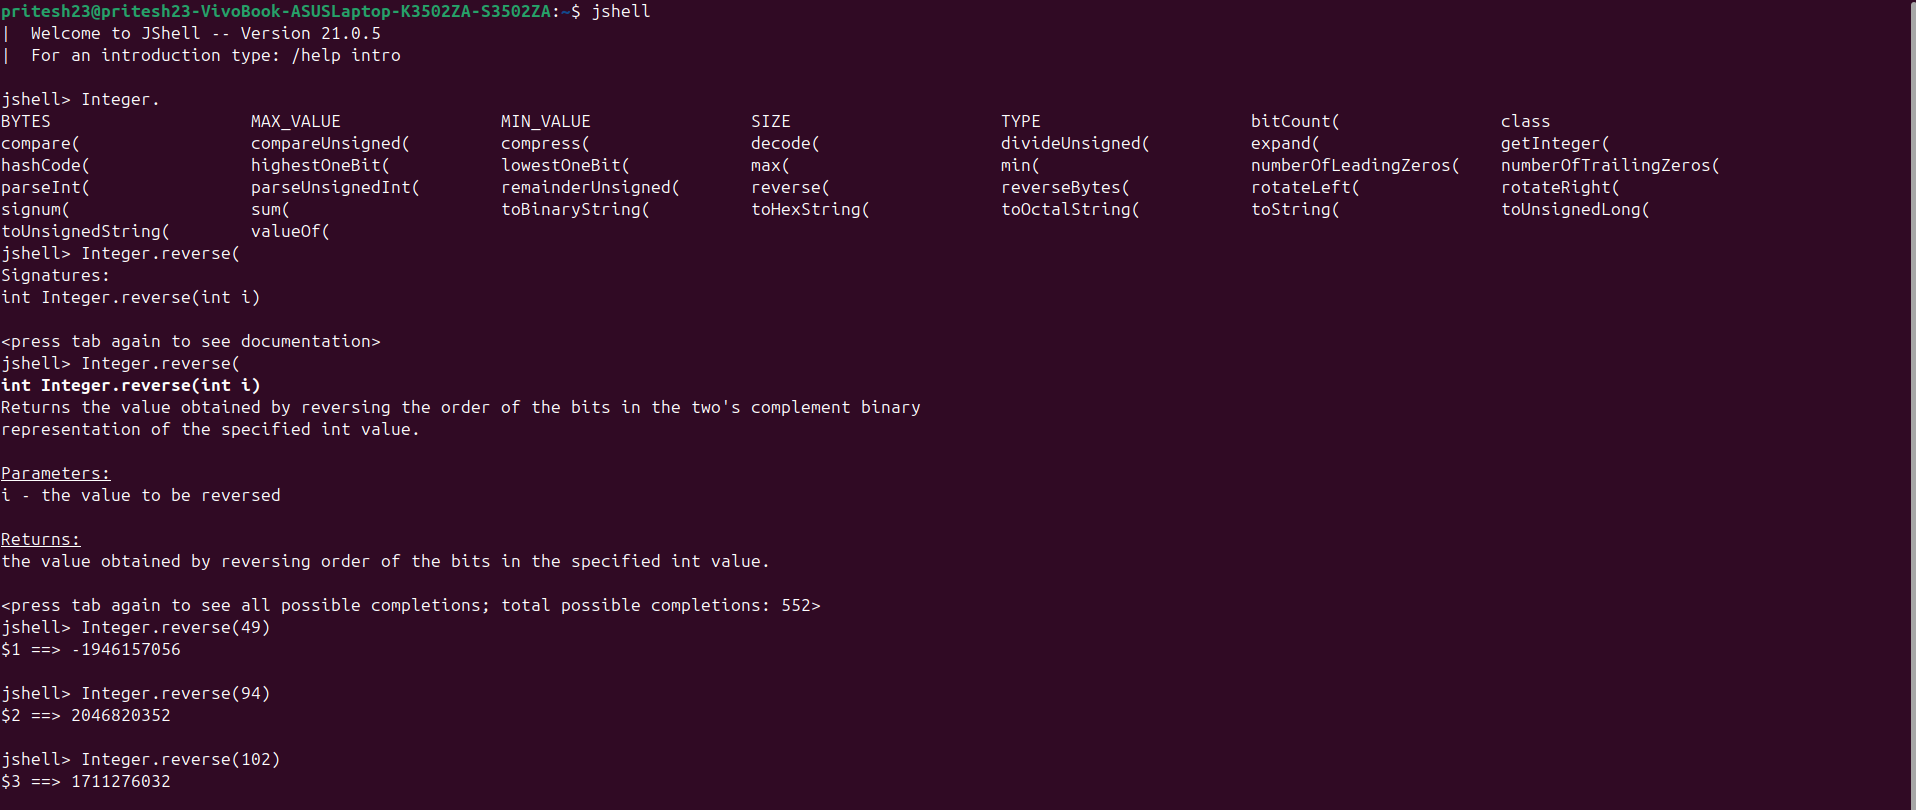 pritesh23@pritesh23-VivoBook-ASUSLaptop-K3502ZA-S3502ZA:~$ jshell
|  Welcome to JShell -- Version 21.0.5
|  For an introduction type: /help intro
jshell> Integer.
BYTES MAX_VALUE MIN_VALUE SIZE TYPE bitCount( class
compare( compareUnsigned( compress( decode( divideUnsigned( expand( getInteger(
hashCode( highestOneBit( lowestOneBit( max( min( numberOfLeadingZeros( numberOfTrailingZeros(
parseInt( parseUnsignedInt( remainderUnsigned( reverse( reverseBytes( rotateLeft( rotateRight(
signum( sum( toBinaryString( toHexString( toOctalString( toString( toUnsignedLong(
toUnsignedString( valueOf(
jshell> Integer.reverse(
Signatures:
int Integer.reverse(int i)
<press tab again to see documentation>
jshell> Integer.reverse(
int Integer.reverse(int i)
Returns the value obtained by reversing the order of the bits in the two's complement binary
representation of the specified int value.
Parameters:
i - the value to be reversed
Returns:
the value obtained by reversing order of the bits in the specified int value.
<press tab again to see all possible completions; total possible completions: 552>
jshell> Integer.reverse(49)
$1 ==> -1946157056
jshell> Integer.reverse(94)
$2 ==> 2046820352
jshell> Integer.reverse(102)
$3 ==> 1711276032